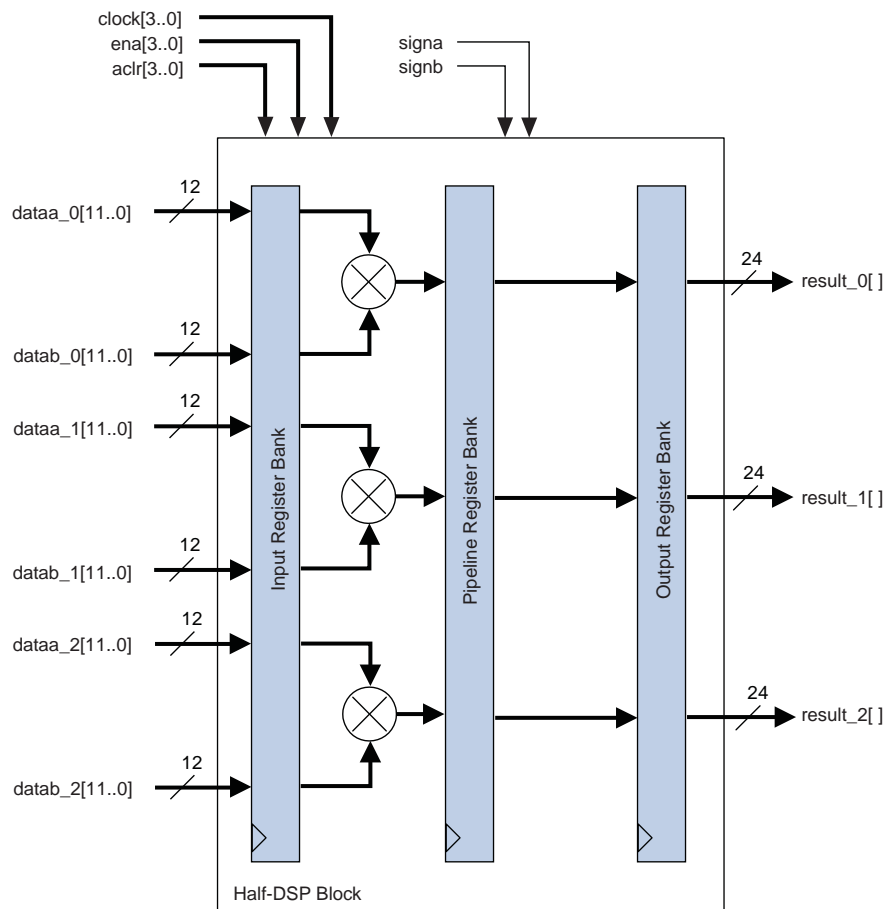 clock[3..0]
ena[3..0]
aclr[3..0]
signa
signb
12
dataa_0[11..0]
24
result_0[ ]
12
datab_0[11..0]
12
dataa_1[11..0]
Input Register Bank
Pipeline Register Bank
Output Register Bank
24
result_1[ ]
12
datab_1[11..0]
12
dataa_2[11..0]
24
result_2[ ]
12
datab_2[11..0]
Half-DSP Block